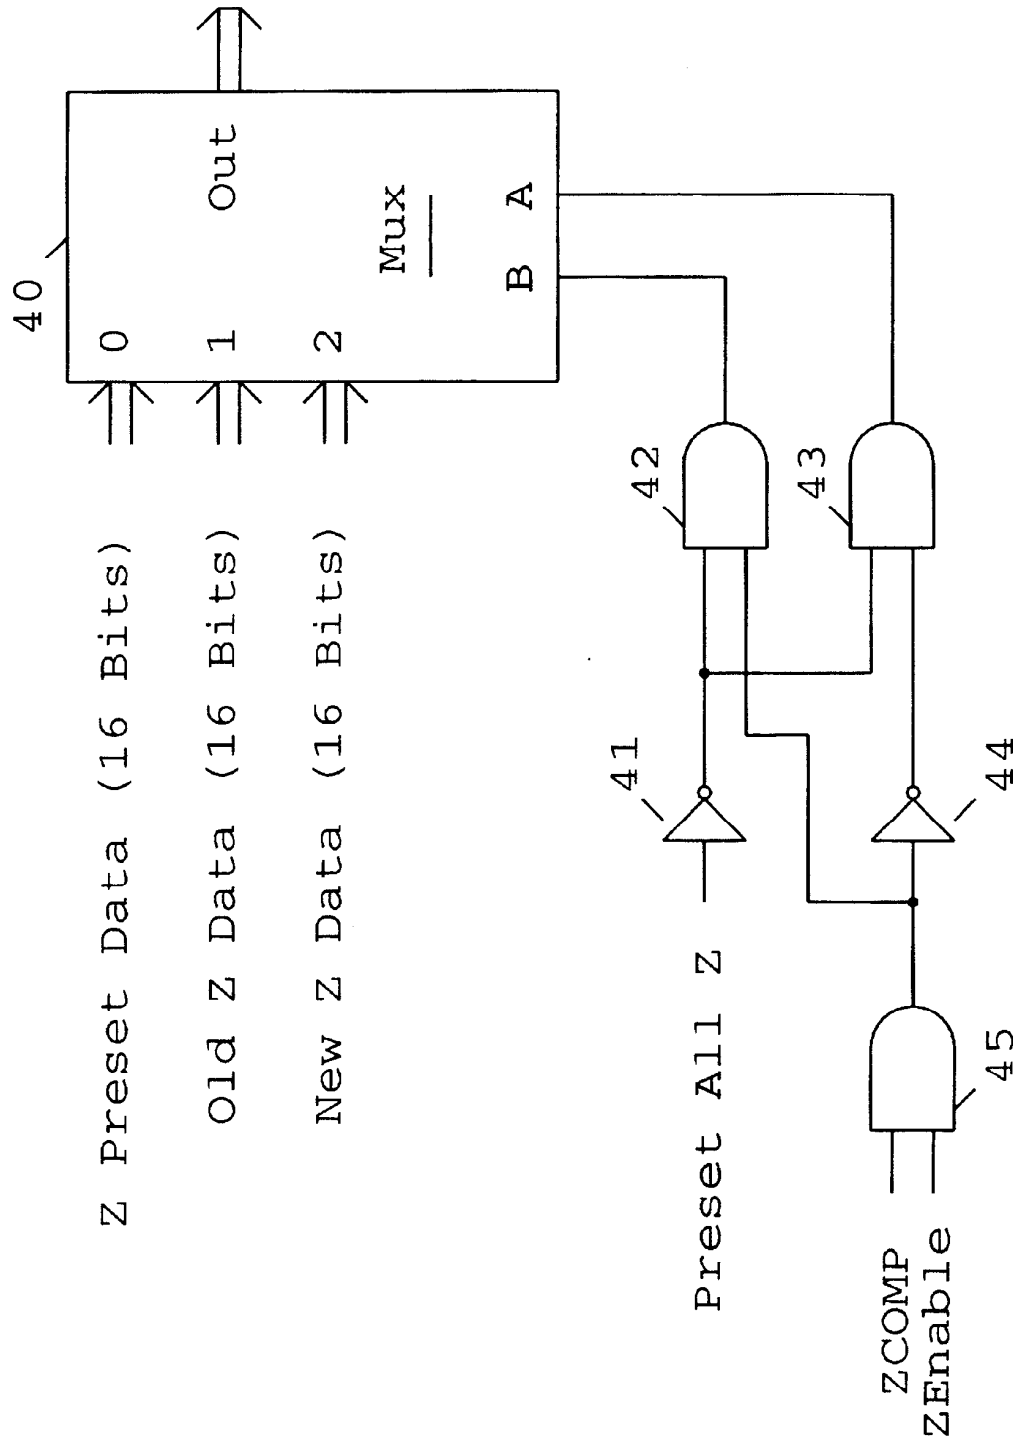 40
Z Preset Data (16 Bits)
0
Old Z Data (16 Bits)
1
Out
New Z Data (16 Bits)
2
Mux
B
A
Preset All Z
41
42
43
ZCOMP
ZEnable
45
44